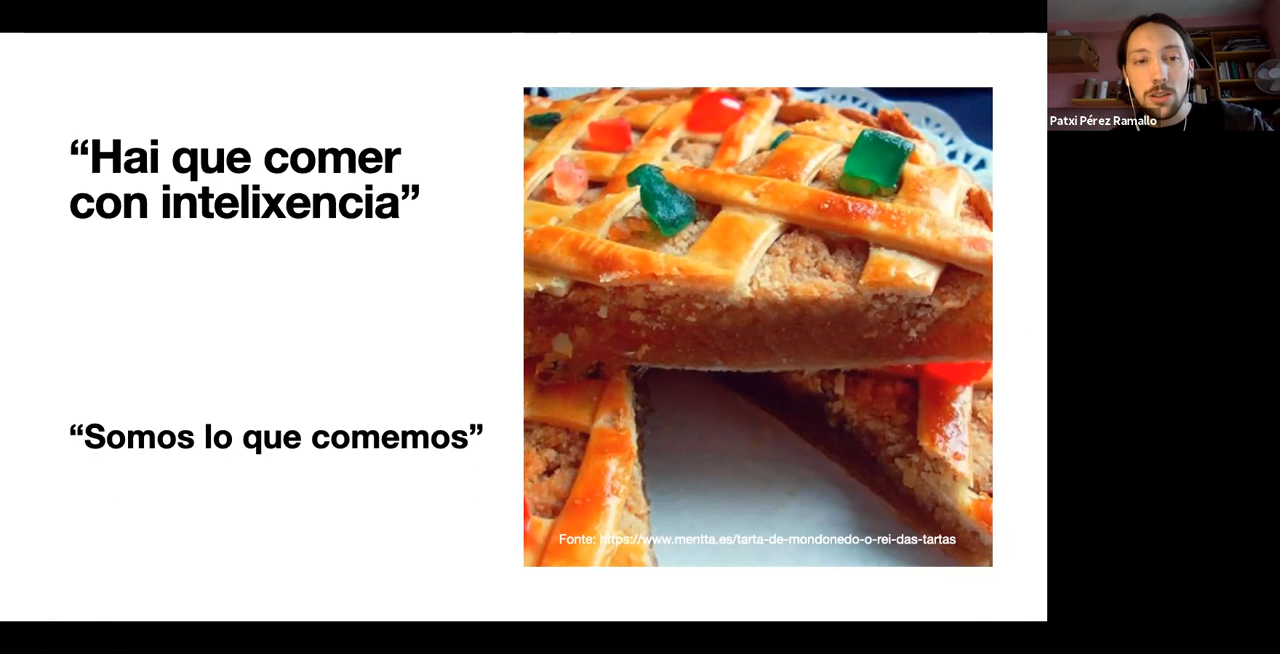 “Hai que comer
con intelixencia”
“Somos lo que comemos”
Fonte: https://www.mentta.es/tarta-de-mondonedo-o-rei-das-tartas
Patxi Pérez Ramallo